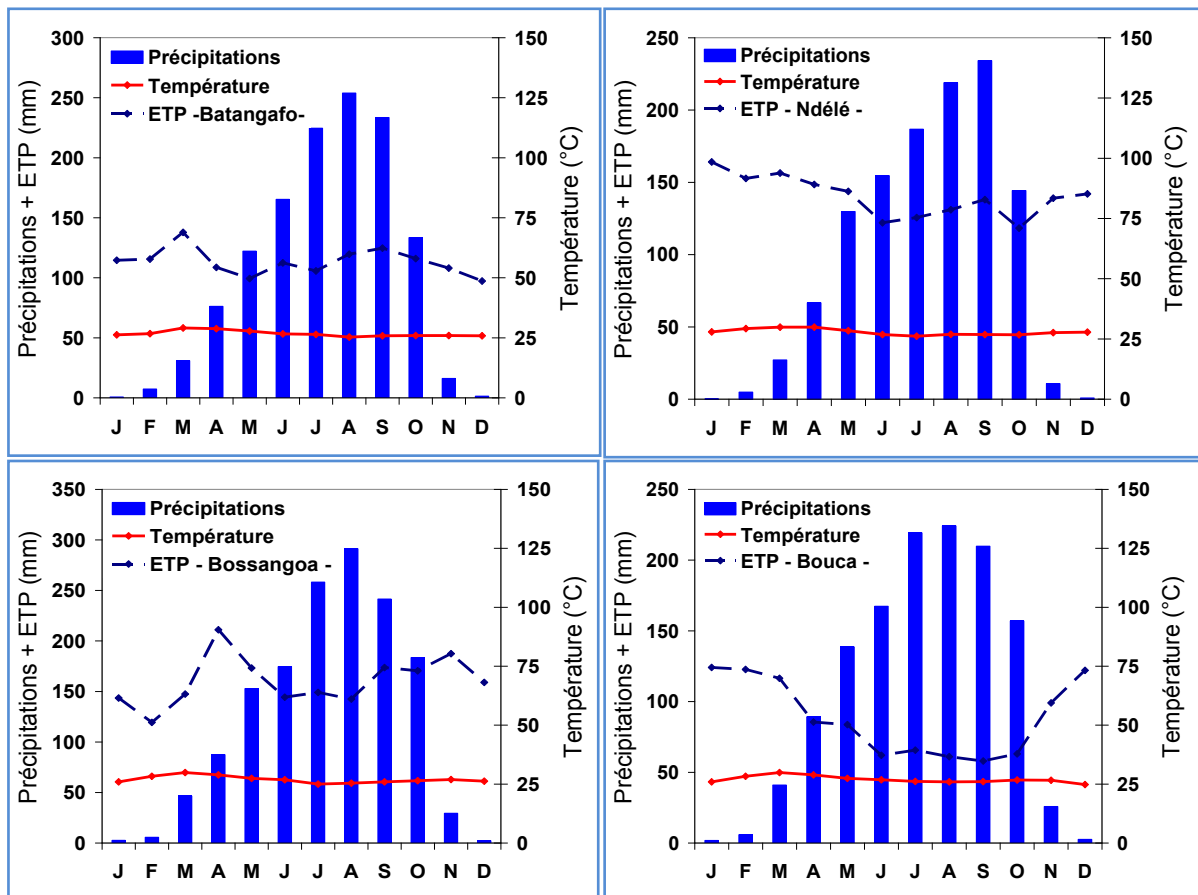 Précipitations + ETP (mm)
300
250
200
150
100
50
0
Précipitations
Température
ETP -Batangafo-
150
125
100
75
50
25
0
Température (°C)
J F M A M J J A S O N D
Précipitations + ETP (mm)
250
200
150
100
50
0
Précipitations
Température
ETP - Ndélé -
150
125
100
75
50
25
0
Température (°C)
J F M A M J J A S O N D
Précipitations + ETP (mm)
350
300
250
200
150
100
50
0
Précipitations
Température
ETP - Bossangoa -
150
125
100
75
50
25
0
Température (°C)
J F M A M J J A S O N D
Précipitations + ETP (mm)
250
200
150
100
50
0
Précipitations
Température
ETP - Bouca -
150
125
100
75
50
25
0
Température (°C)
J F M A M J J A S O N D